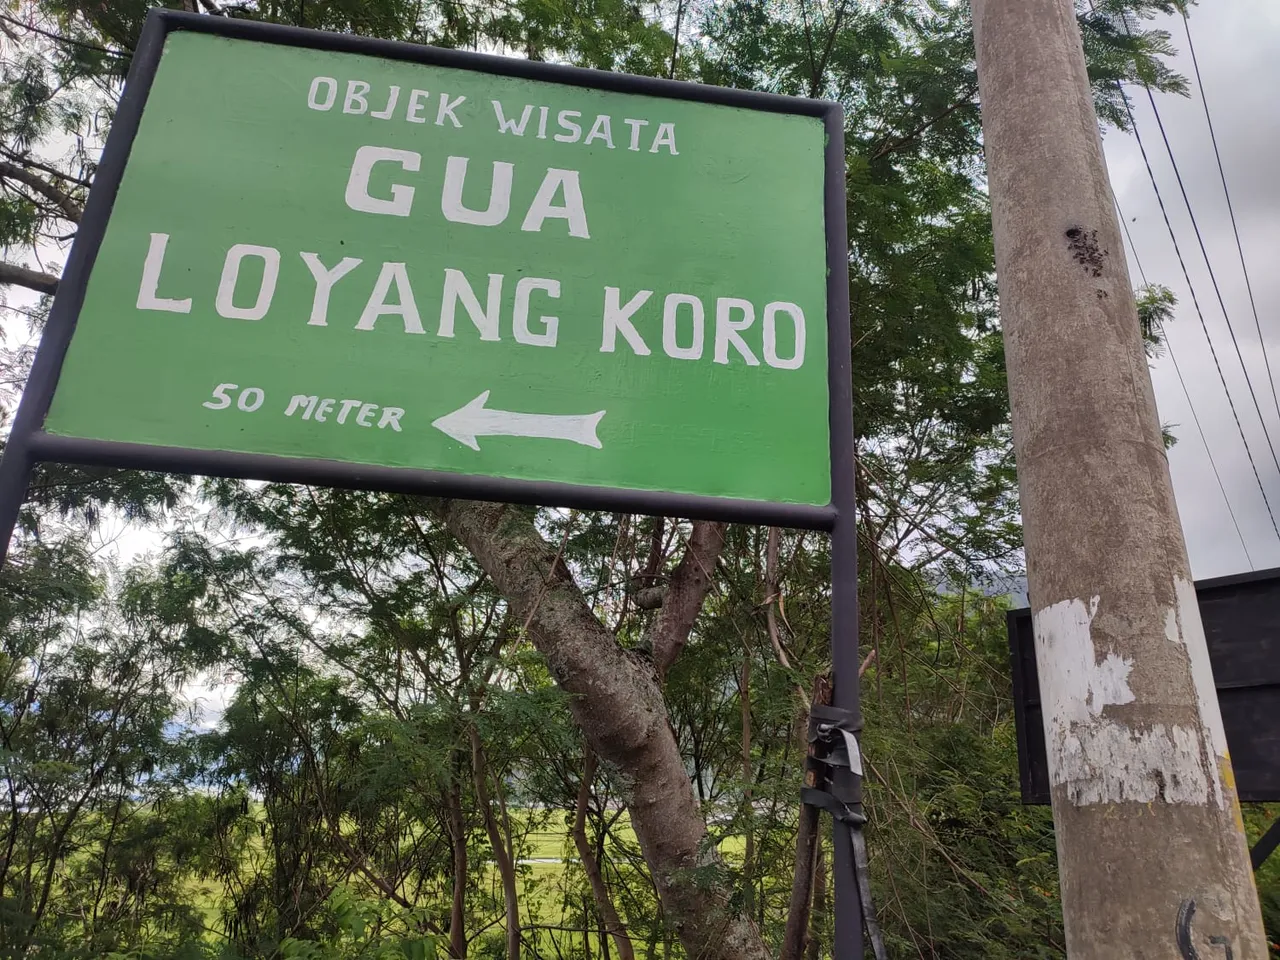 OBJEK WISATA
GUA
LOYANG KORO
50 METER